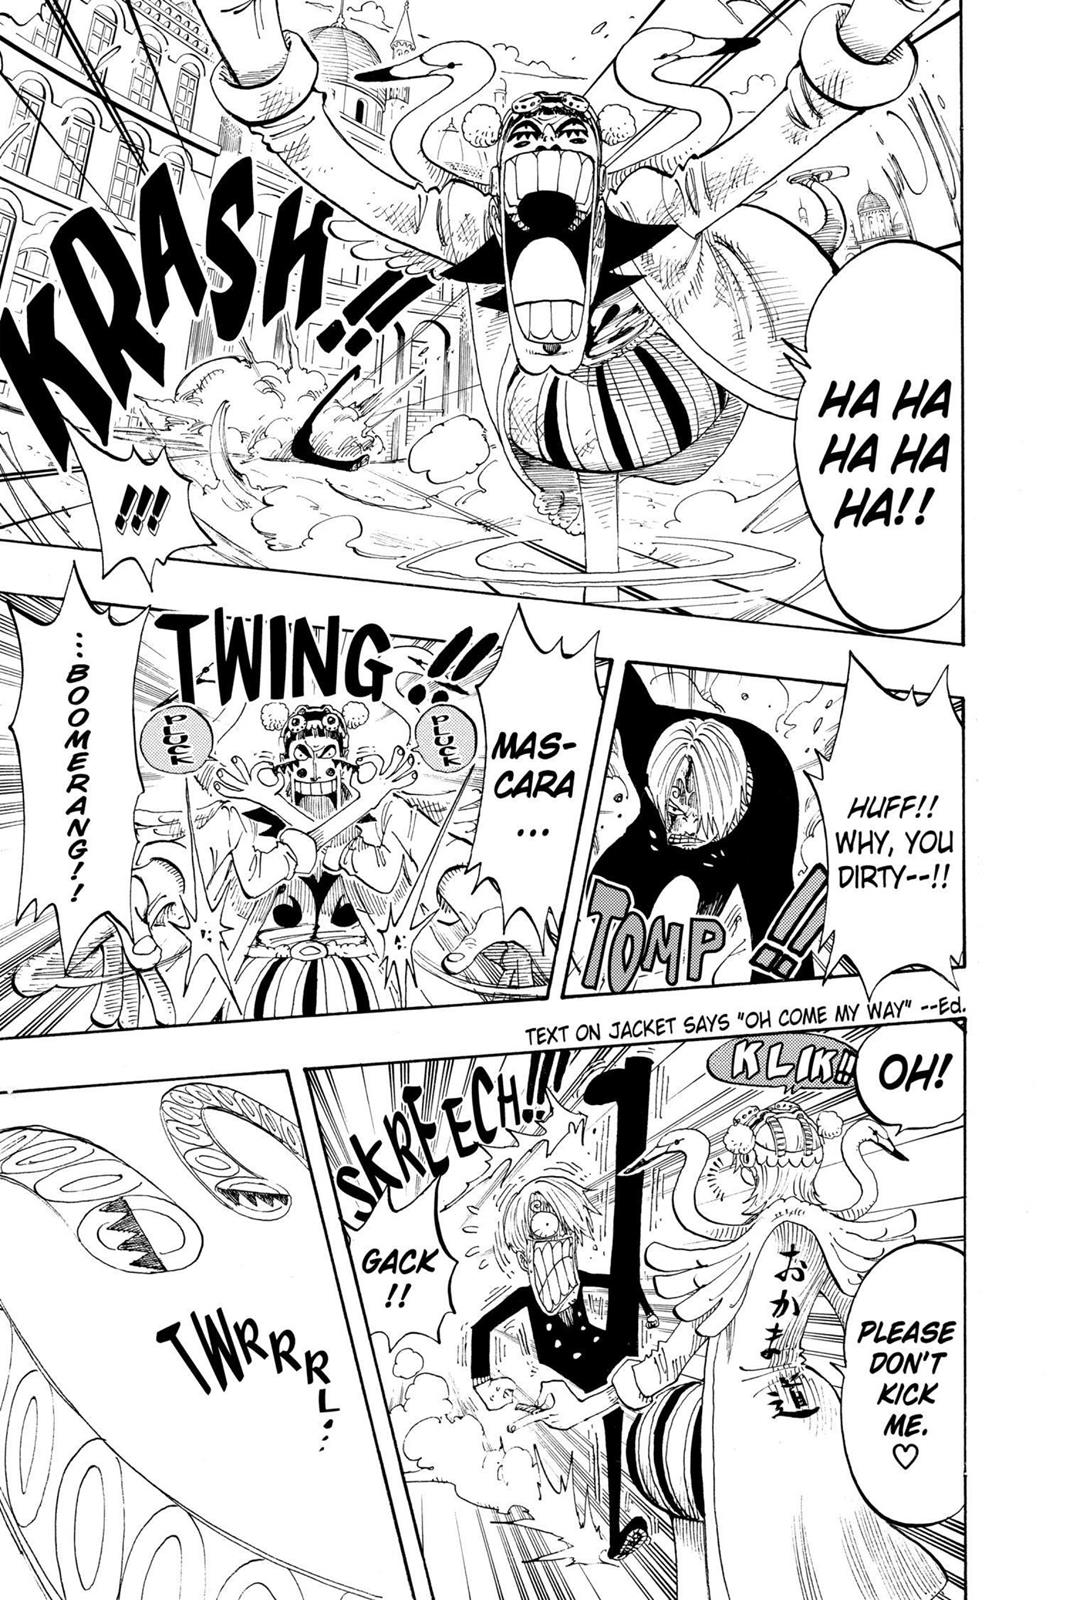 HA HA
HA HA
HA!!
KRASH!!
!!!
HUFF!!
WHY, YOU
DIRTY--!!
TOMP!!
MAS-
CARA
...
TWING!!
PLUCK
PLUCK
...BOOMERANG!!
TEXT ON JACKET SAYS "OH COME MY WAY" --Ed.
OH!
KLIK!!
PLEASE
DON'T
KICK
ME.
♡
おかま道
SKREECH!!!
GACK
!!
TWRRRL...